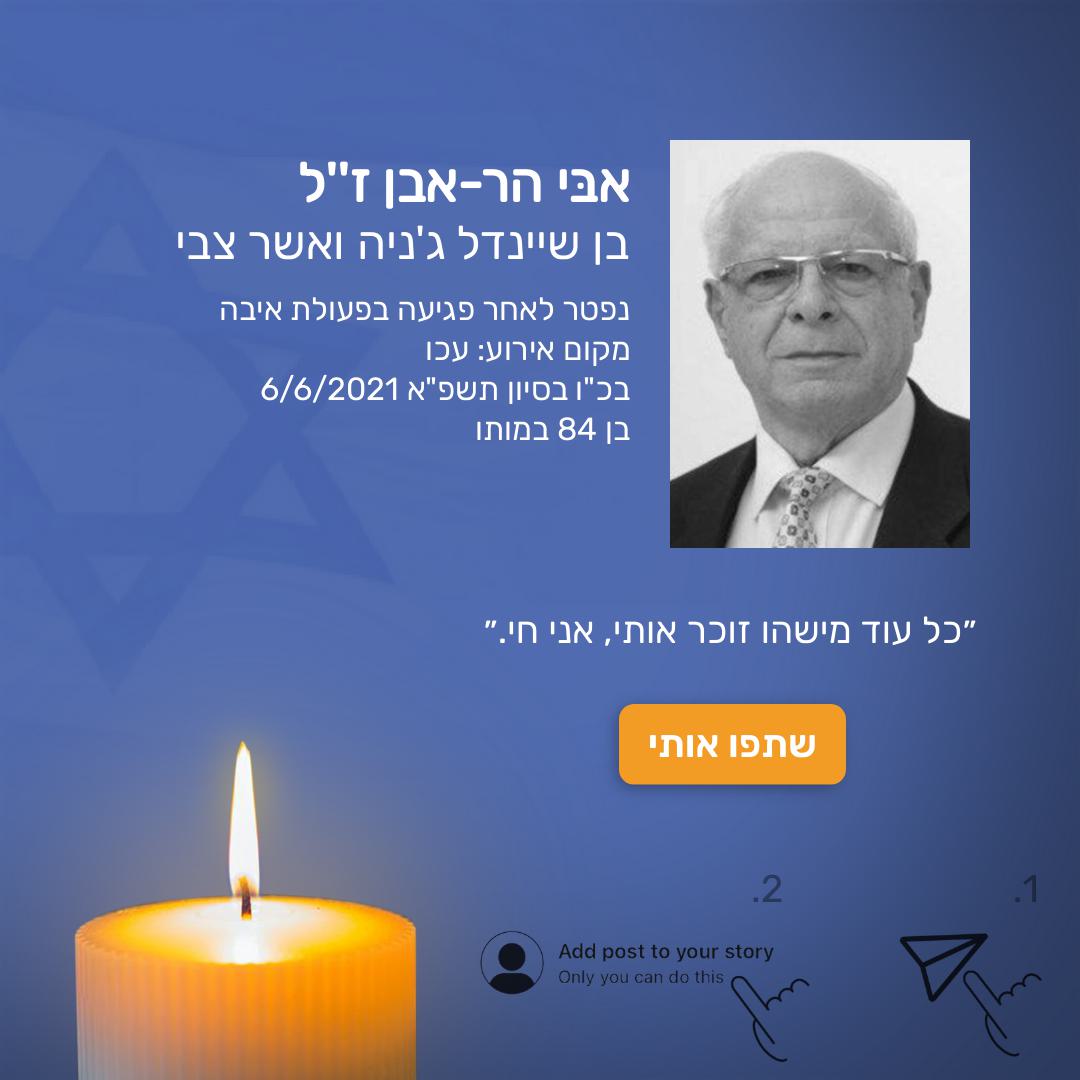 אבי הר-אבן ז"ל
בן שיינדל ג'ניה ואשר צבי
נפטר לאחר פגיעה בפעולת איבה
מקום אירוע: עכו
בכ"ו בסיון תשפ"א 6/6/2021
בן 84 במותו
״כל עוד מישהו זוכר אותי, אני חי.״
שתפו אותי
1.
2.
Add post to your story
Only you can do this